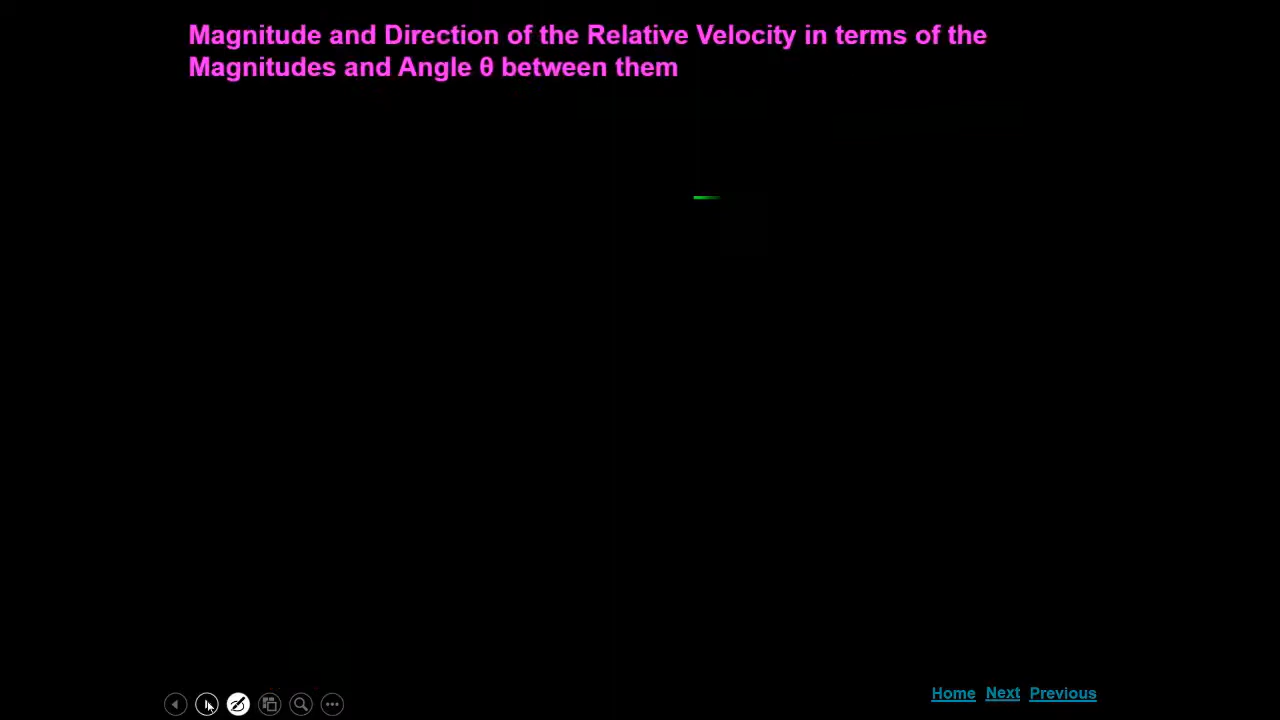 Magnitude and Direction of the Relative Velocity in terms of the
Magnitudes and Angle θ between them
Home Next Previous